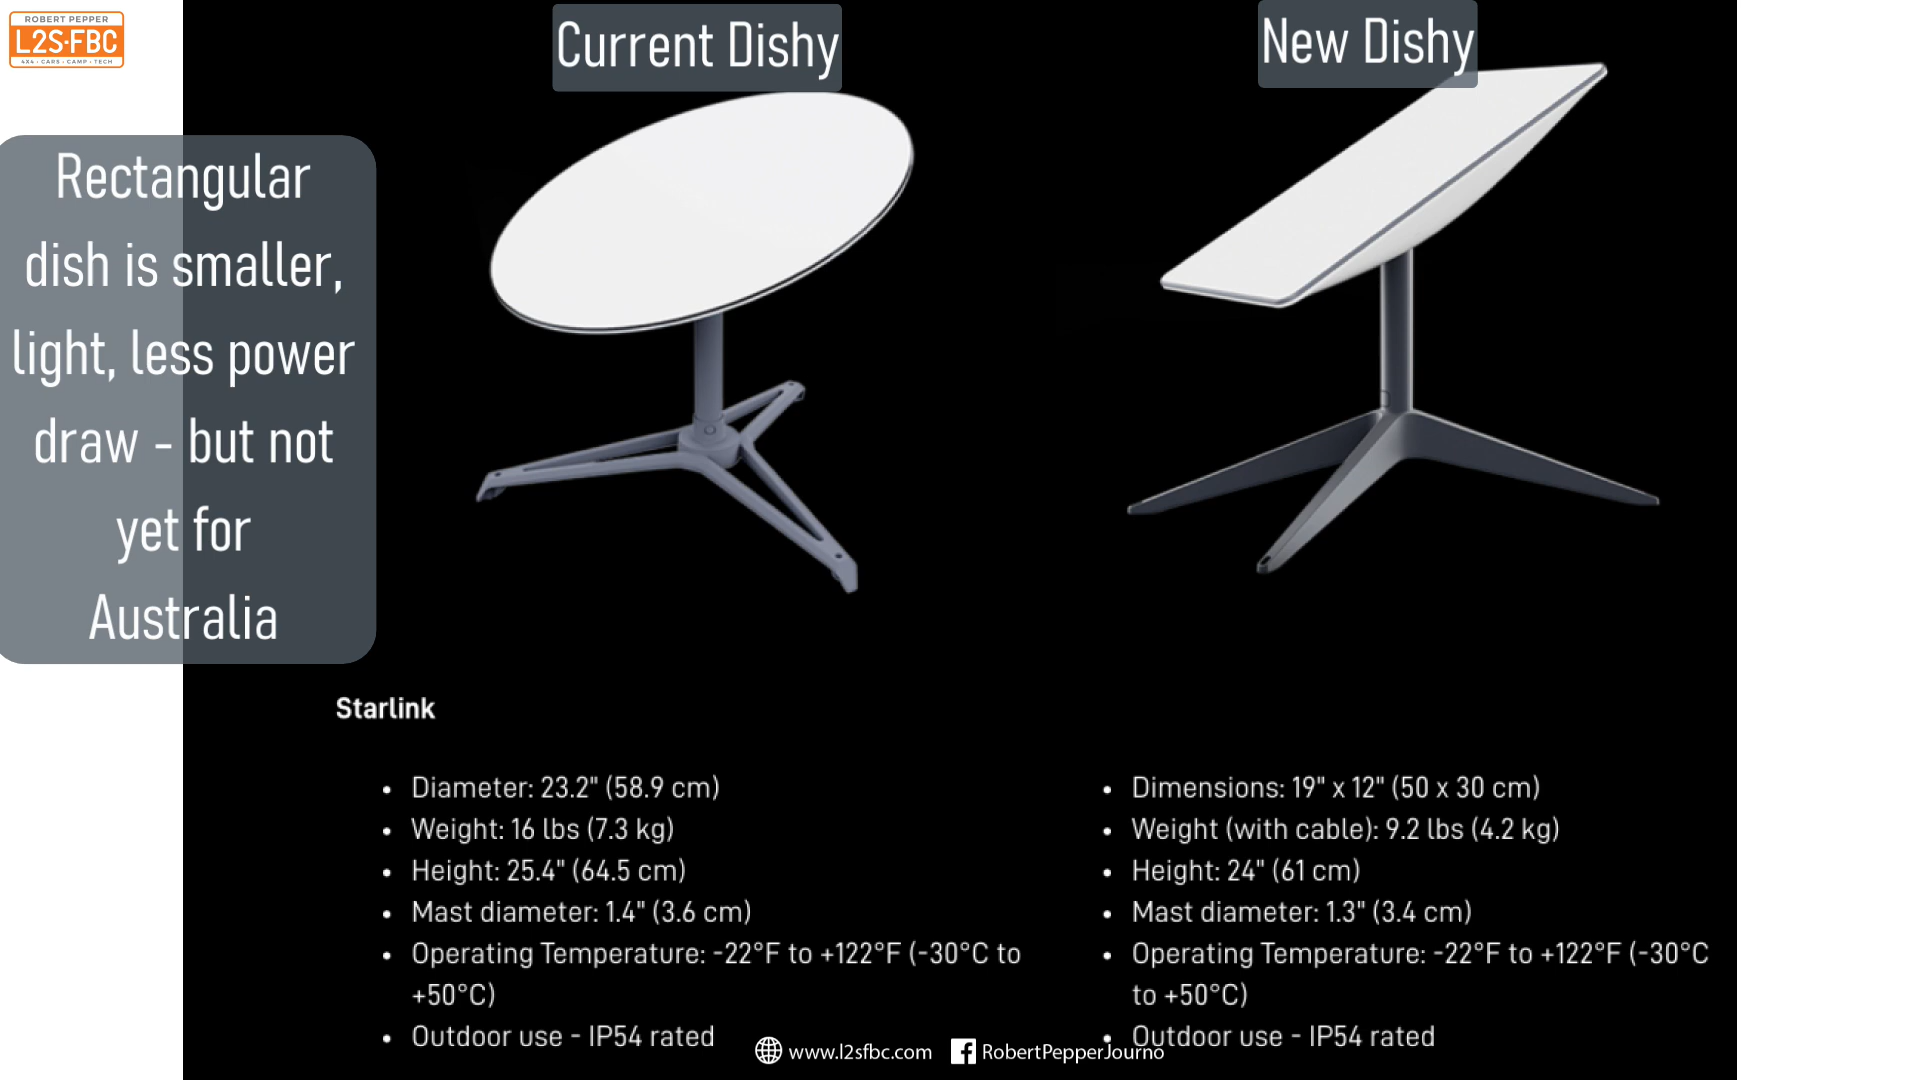 ROBERT PEPPER
L2S·FBC
4X4 • CARS • CAMP • TECH
Current Dishy
New Dishy
Rectangular
dish is smaller,
light, less power
draw - but not
yet for
Australia
Starlink
• Diameter: 23.2" (58.9 cm)
• Weight: 16 lbs (7.3 kg)
• Height: 25.4" (64.5 cm)
• Mast diameter: 1.4" (3.6 cm)
• Operating Temperature: -22°F to +122°F (-30°C to
+50°C)
• Outdoor use - IP54 rated
• Dimensions: 19" x 12" (50 x 30 cm)
• Weight (with cable): 9.2 lbs (4.2 kg)
• Height: 24" (61 cm)
• Mast diameter: 1.3" (3.4 cm)
• Operating Temperature: -22°F to +122°F (-30°C
to +50°C)
• Outdoor use - IP54 rated
www.l2sfbc.com
RobertPepperJourno